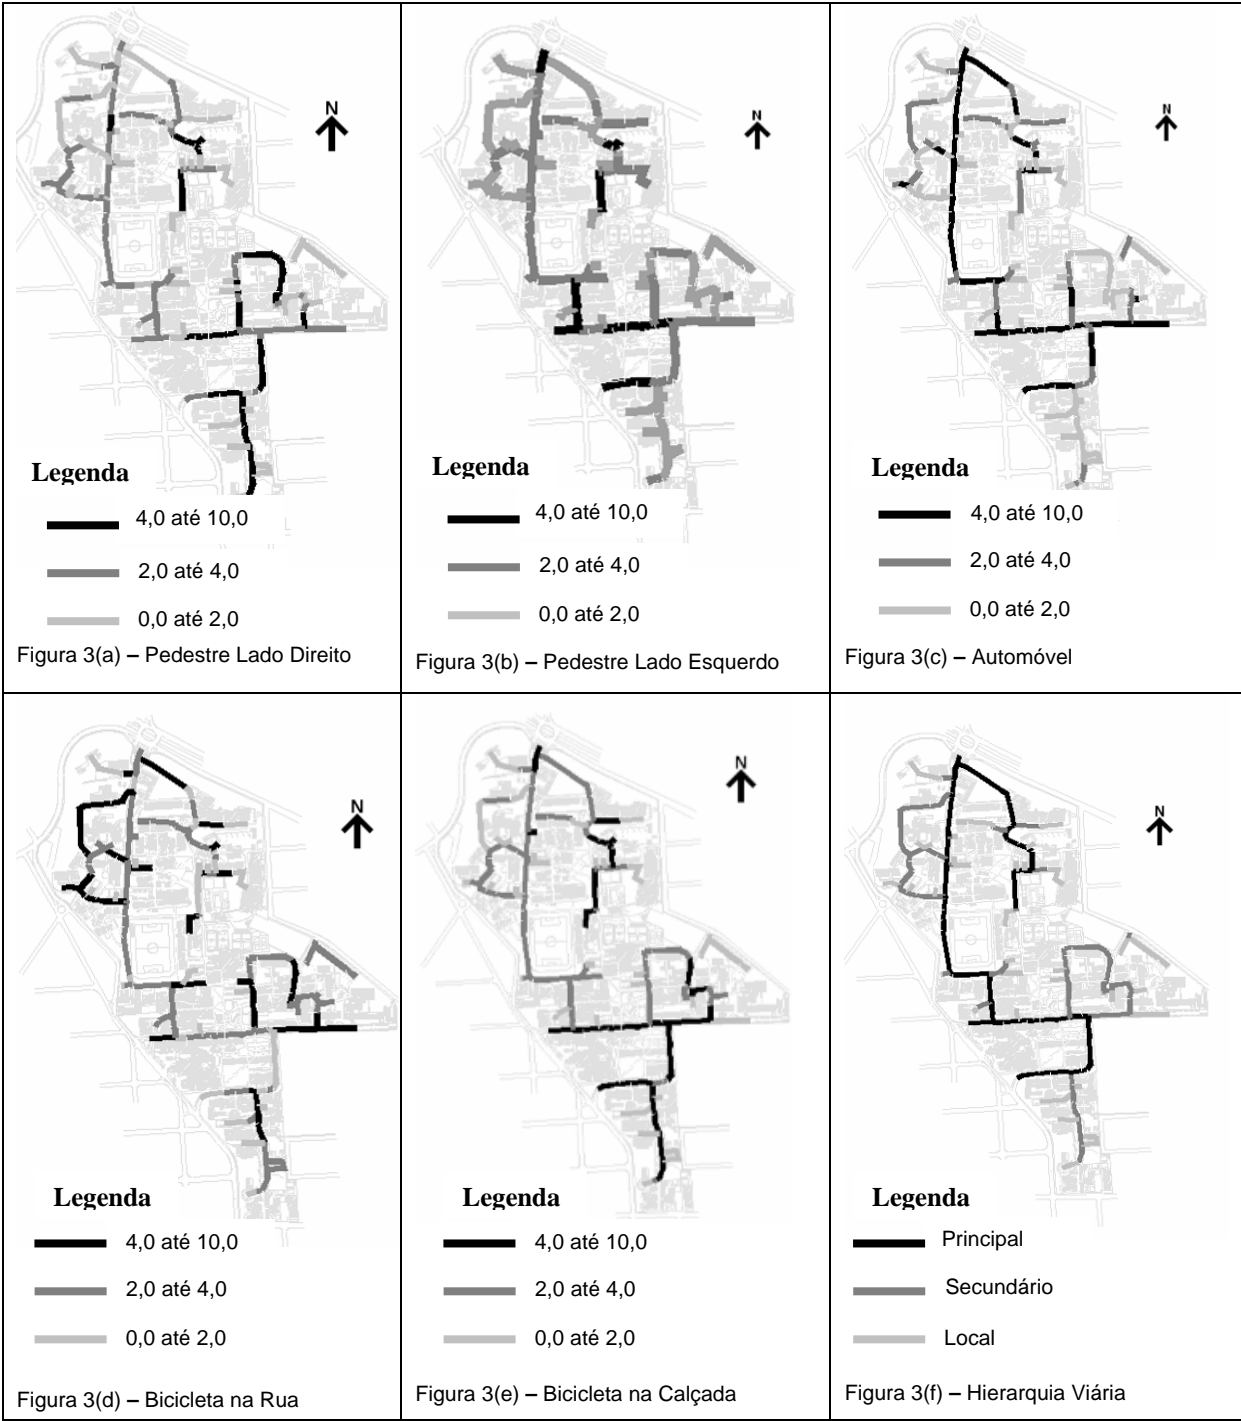 N
Legenda
4,0 até 10,0
2,0 até 4,0
0,0 até 2,0
Figura 3(a) – Pedestre Lado Direito
N
Legenda
4,0 até 10,0
2,0 até 4,0
0,0 até 2,0
Figura 3(b) – Pedestre Lado Esquerdo
N
Legenda
4,0 até 10,0
2,0 até 4,0
0,0 até 2,0
Figura 3(c) – Automóvel
N
Legenda
4,0 até 10,0
2,0 até 4,0
0,0 até 2,0
Figura 3(d) – Bicicleta na Rua
N
Legenda
4,0 até 10,0
2,0 até 4,0
0,0 até 2,0
Figura 3(e) – Bicicleta na Calçada
N
Legenda
Principal
Secundário
Local
Figura 3(f) – Hierarquia Viária